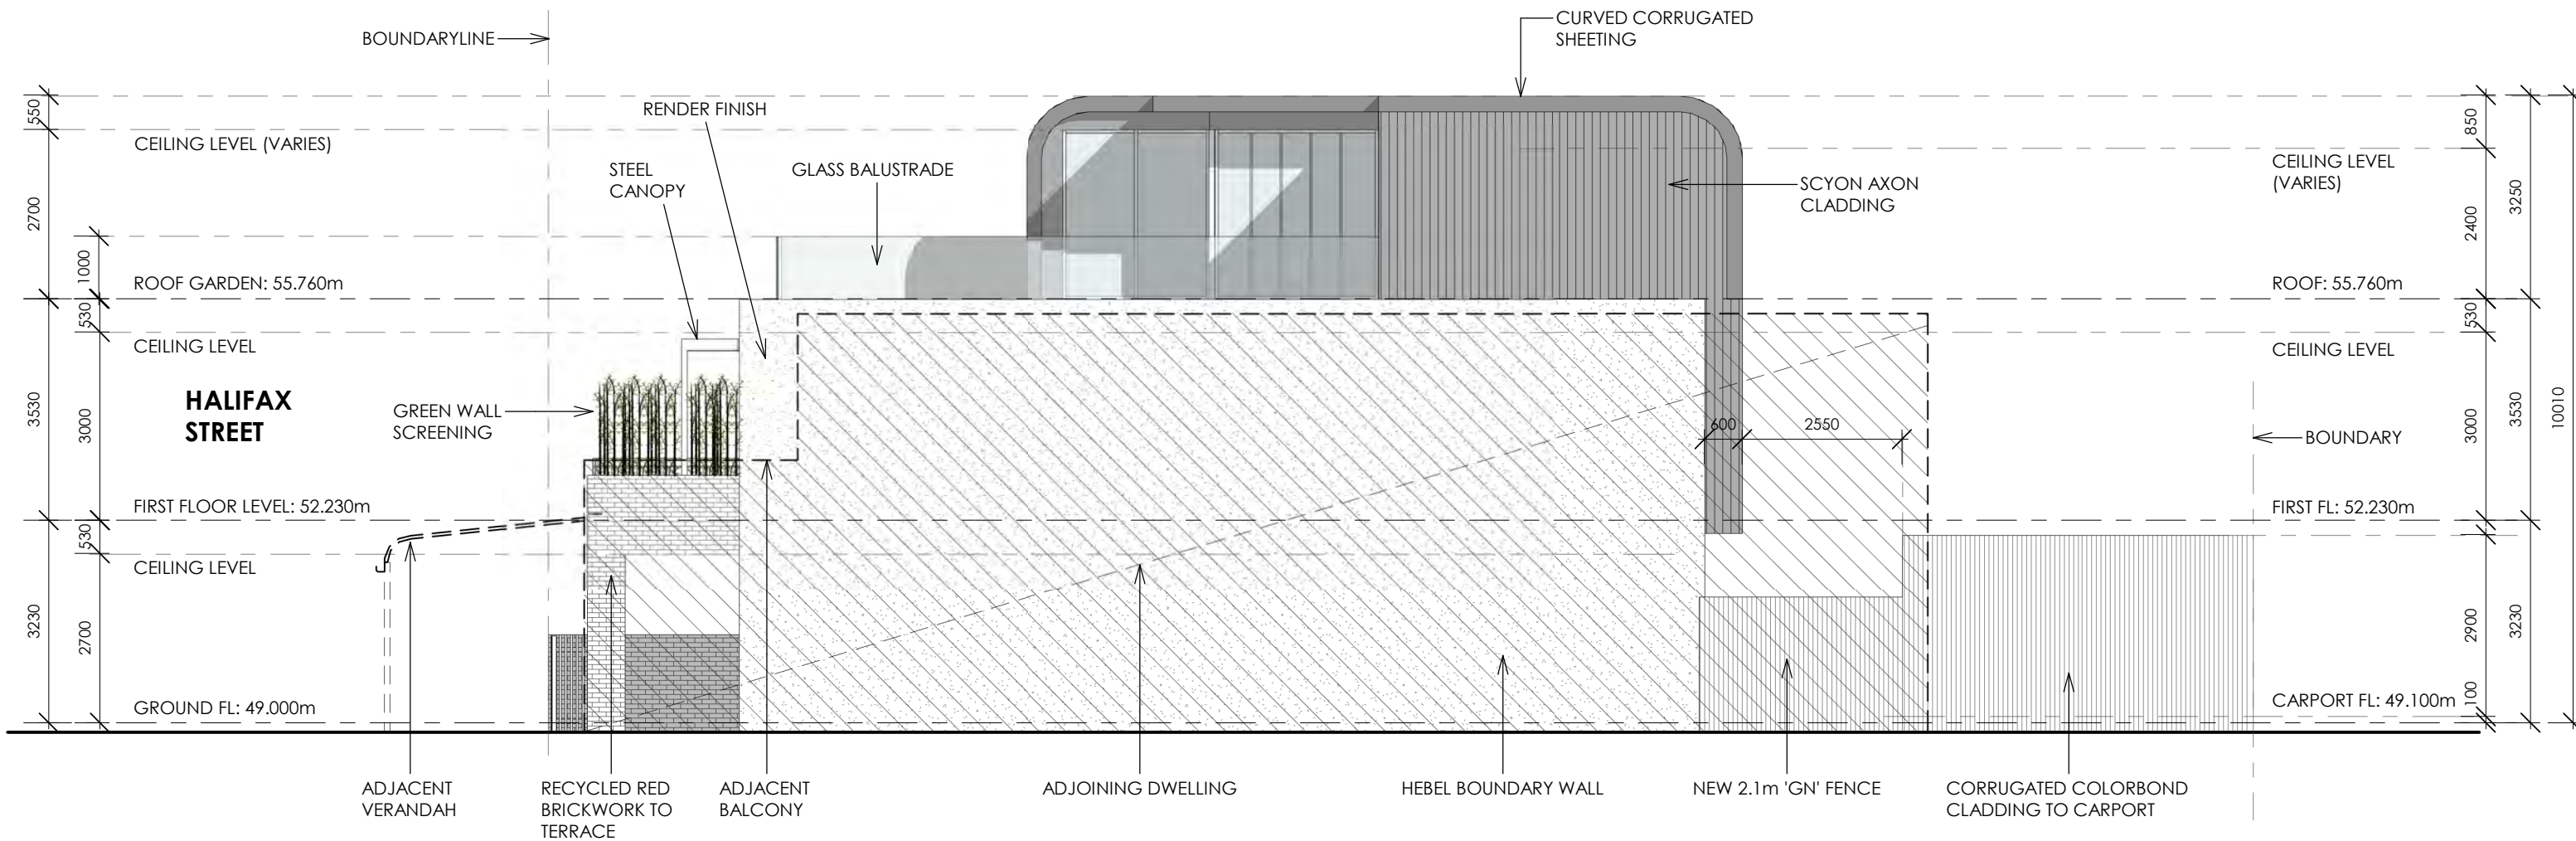 CURVED CORRUGATED
SHEETING
BOUNDARYLINE
RENDER FINISH
STEEL
CANOPY
GLASS BALUSTRADE
SCYON AXON
CLADDING
550
2700
3530
3230
1000
530
3000
530
2700
CEILING LEVEL (VARIES)
ROOF GARDEN: 55.760m
CEILING LEVEL
HALIFAX
STREET
GREEN WALL
SCREENING
FIRST FLOOR LEVEL: 52.230m
CEILING LEVEL
GROUND FL: 49.000m
600
2550
CEILING LEVEL
(VARIES)
ROOF: 55.760m
CEILING LEVEL
BOUNDARY
FIRST FL: 52.230m
CARPORT FL: 49.100m
850
2400
530
3000
2900
100
3250
3530
3230
10010
ADJACENT
VERANDAH
RECYCLED RED
BRICKWORK TO
TERRACE
ADJACENT
BALCONY
ADJOINING DWELLING
HEBEL BOUNDARY WALL
NEW 2.1m 'GN' FENCE
CORRUGATED COLORBOND
CLADDING TO CARPORT